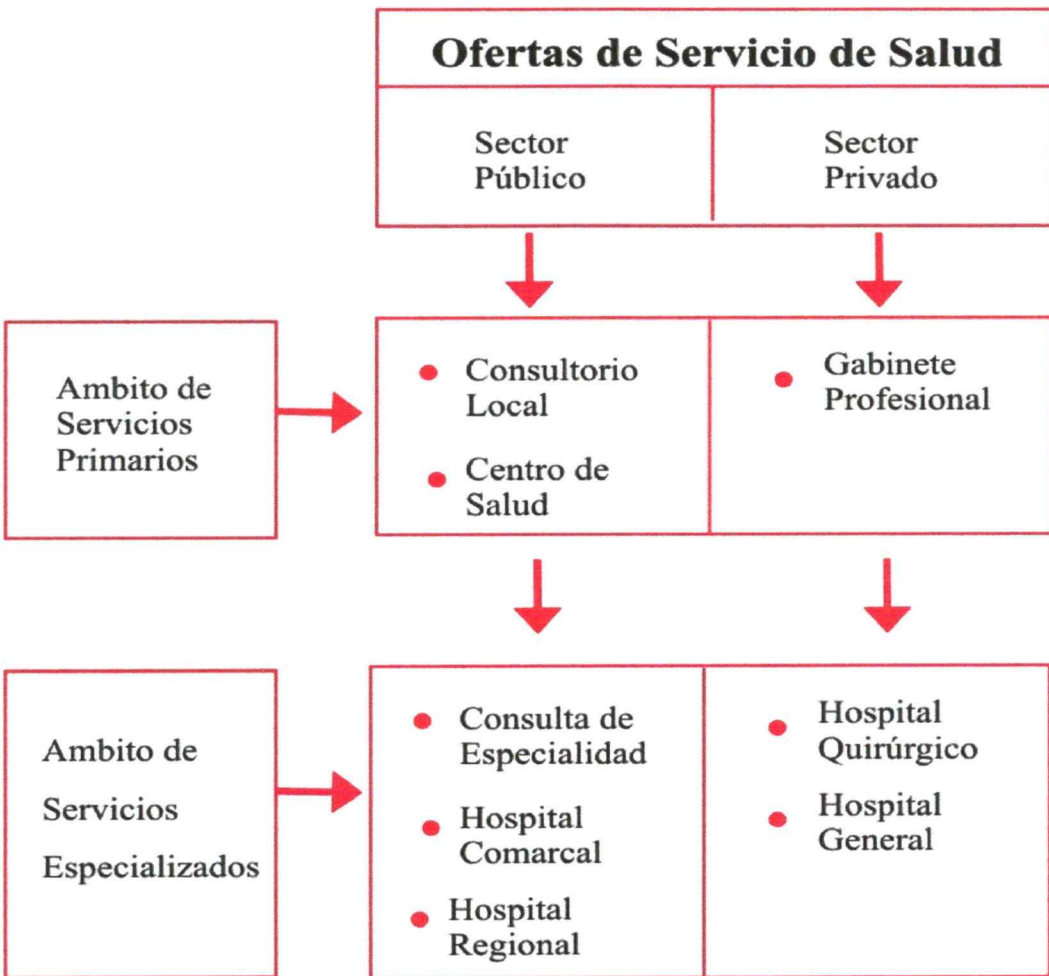 Ofertas de Servicio de Salud
Sector
Público
Sector
Privado
Ambito de
Servicios
Primarios
Consultorio
Local
Centro de
Salud
Gabinete
Profesional
Ambito de
Servicios
Especializados
Consulta de
Especialidad
Hospital
Comarcal
Hospital
Regional
Hospital
Quirúrgico
Hospital
General